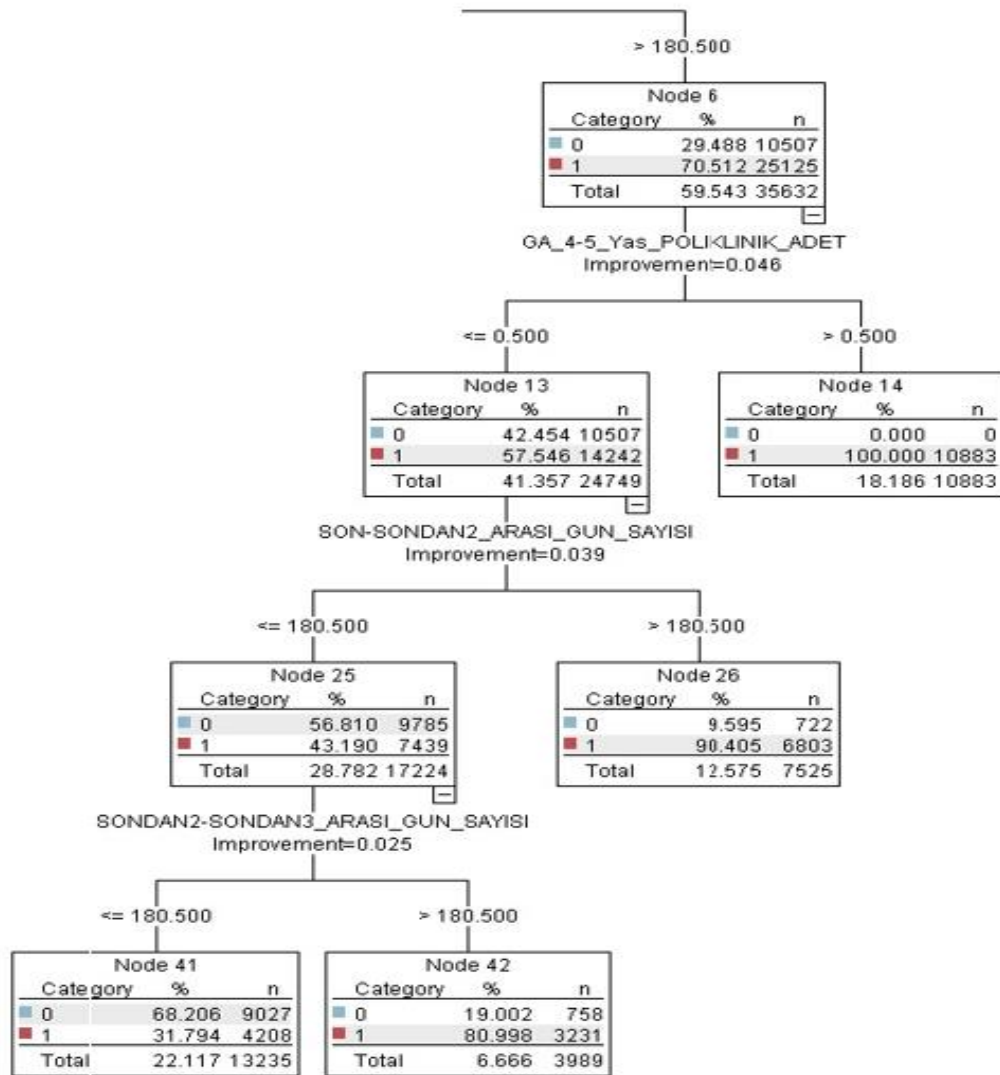 > 180.500
Node 6
Category % n
0 29.488 10507
1 70.512 25125
Total 59.543 35632
GA_4-5_Yas_POLIKLINIK_ADET
Improvement=0.046
<= 0.500 > 0.500
Node 13
Category % n
0 42.454 10507
1 57.546 14242
Total 41.357 24749
Node 14
Category % n
0 0.000 0
1 100.000 10883
Total 18.186 10883
SON-SONDAN2_ARASI_GUN_SAYISI
Improvement=0.039
<= 180.500 > 180.500
Node 25
Category % n
0 56.810 9785
1 43.190 7439
Total 28.782 17224
Node 26
Category % n
0 9.595 722
1 90.405 6803
Total 12.575 7525
SONDAN2-SONDAN3_ARASI_GUN_SAYISI
Improvement=0.025
<= 180.500 > 180.500
Node 41
Category % n
0 68.206 9027
1 31.794 4208
Total 22.117 13235
Node 42
Category % n
0 19.002 758
1 80.998 3231
Total 6.666 3989